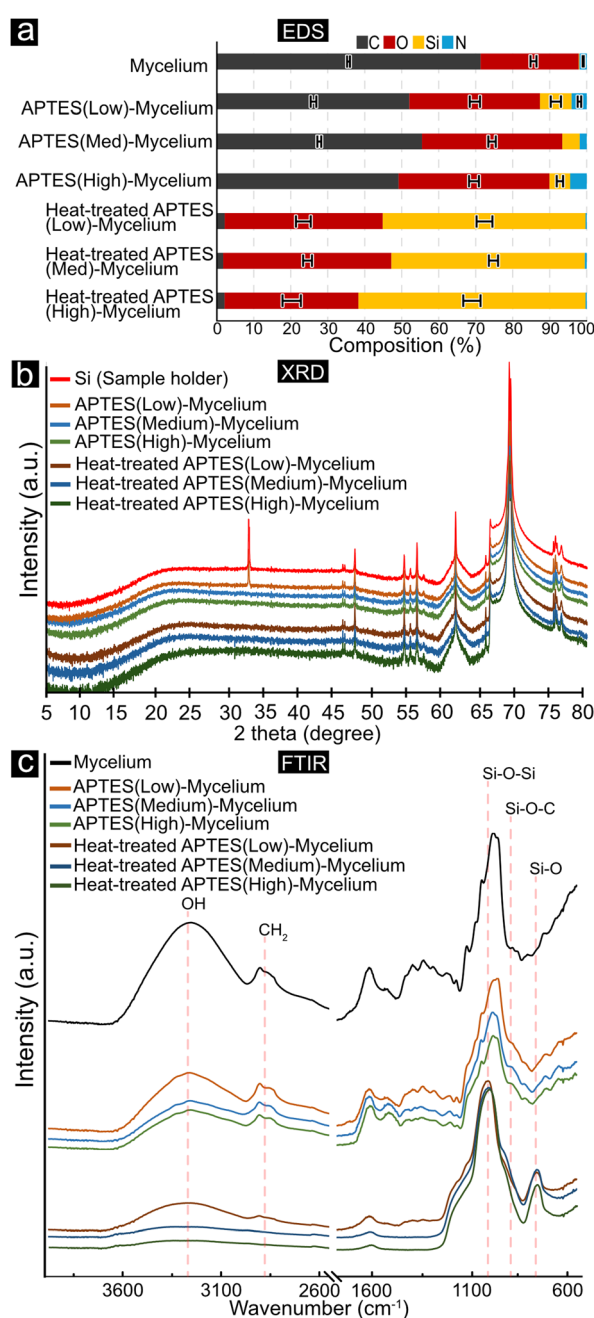 a EDS
C O Si N
Mycelium
APTES(Low)-Mycelium
APTES(Med)-Mycelium
APTES(High)-Mycelium
Heat-treated APTES
(Low)-Mycelium
Heat-treated APTES
(Med)-Mycelium
Heat-treated APTES
(High)-Mycelium
0 10 20 30 40 50 60 70 80 90 100
Composition (%)
b XRD
Si (Sample holder)
APTES(Low)-Mycelium
APTES(Medium)-Mycelium
APTES(High)-Mycelium
Heat-treated APTES(Low)-Mycelium
Heat-treated APTES(Medium)-Mycelium
Heat-treated APTES(High)-Mycelium
Intensity (a.u.)
5 10 15 20 25 30 35 40 45 50 55 60 65 70 75 80
2 theta (degree)
c FTIR
Mycelium
APTES(Low)-Mycelium
APTES(Medium)-Mycelium
APTES(High)-Mycelium
Heat-treated APTES(Low)-Mycelium
Heat-treated APTES(Medium)-Mycelium
Heat-treated APTES(High)-Mycelium
Si-O-Si
Si-O-C
Si-O
OH
CH₂
Intensity (a.u.)
3600 3100 2600 1600 1100 600
Wavenumber (cm⁻¹)